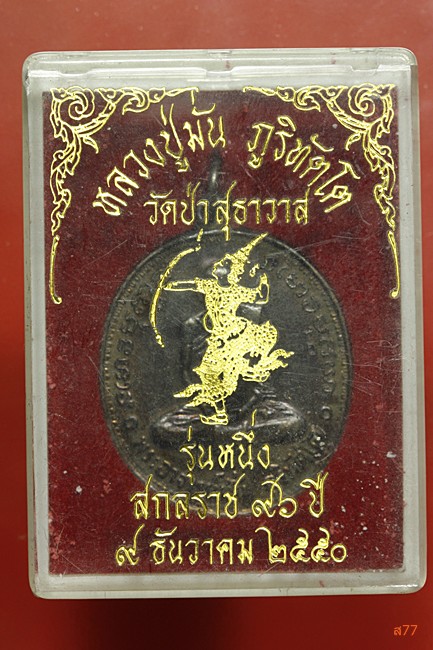 หลวงปู่มั่น ภูริทัตโต
วัดป่าสุธาวาส
รุ่นหนึ่ง
สกลราช ๙๖ ปี
๙ ธันวาคม ๒๕๕๐
ส77